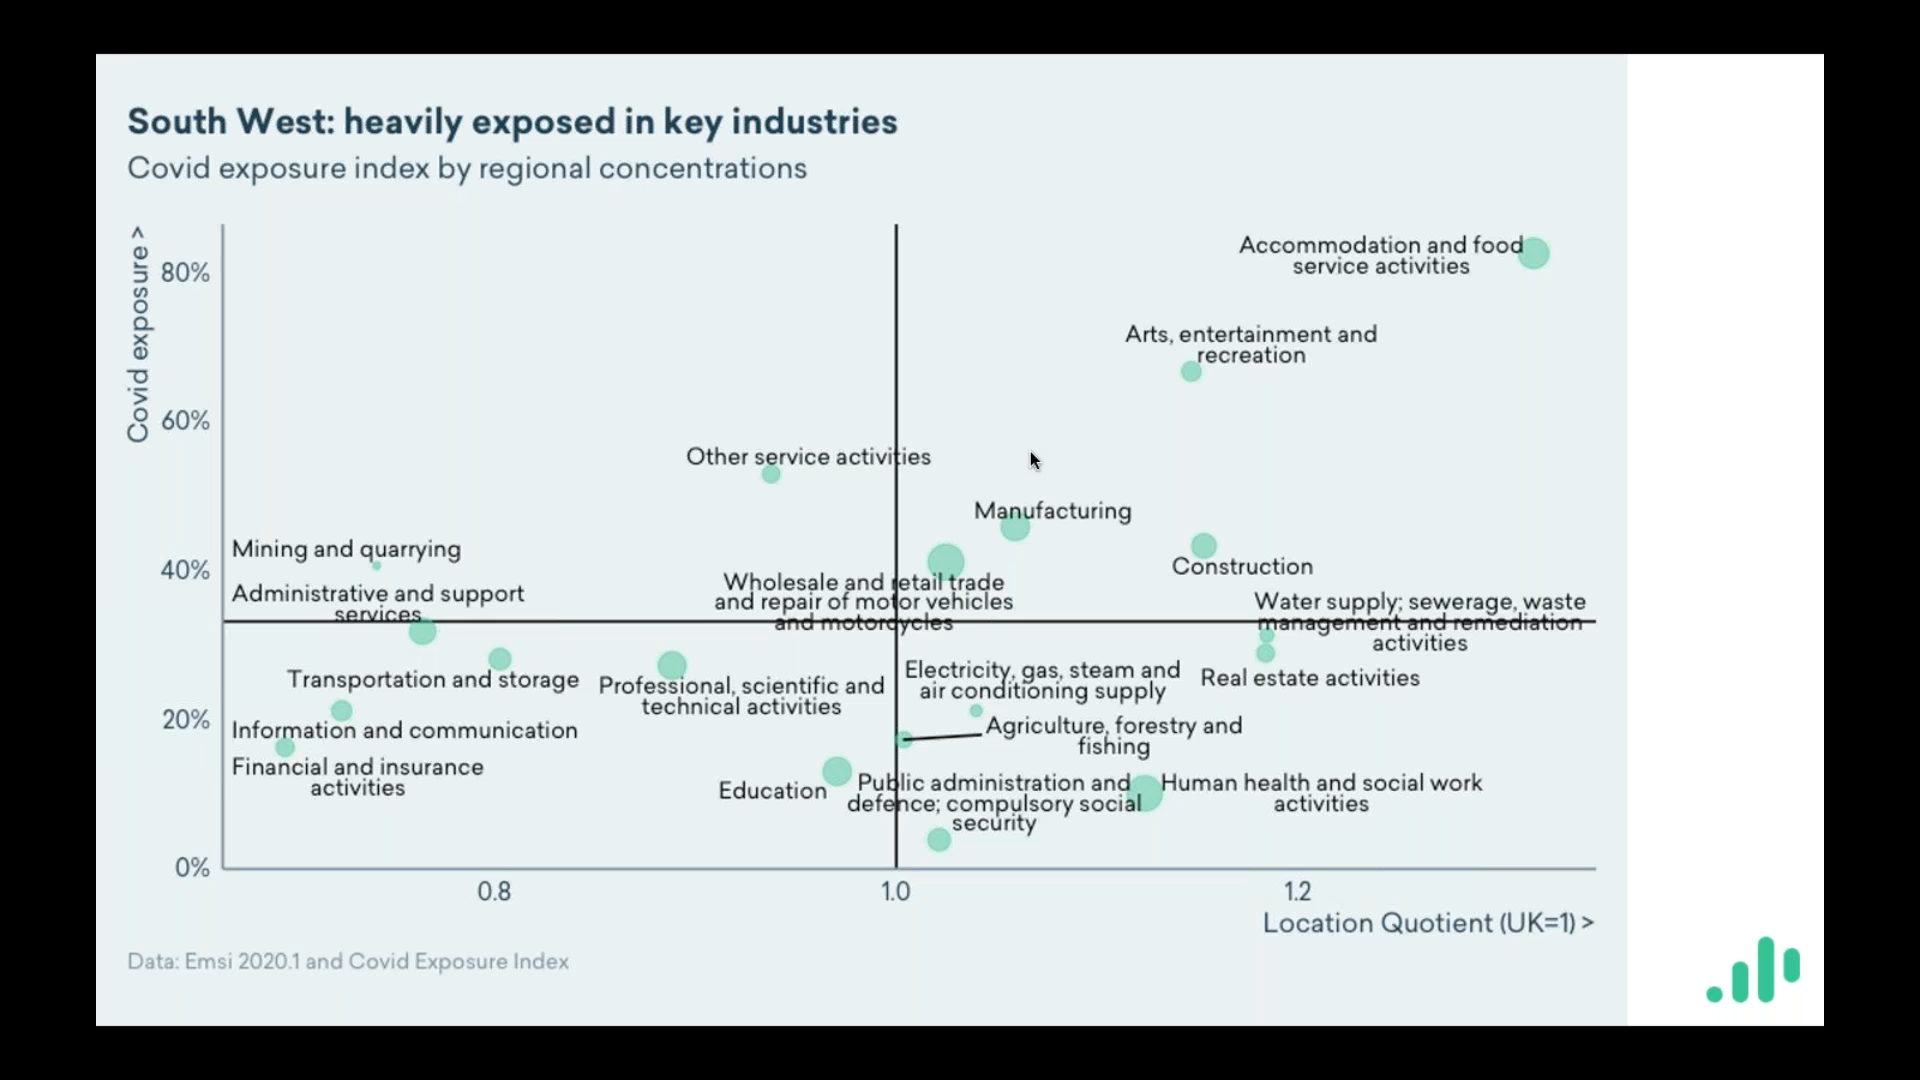 South West: heavily exposed in key industries
Covid exposure index by regional concentrations
Covid exposure >
80%
60%
40%
20%
0%
Accommodation and food
service activities
Arts, entertainment and
recreation
Other service activities
Manufacturing
Mining and quarrying
Construction
Administrative and support
services
Wholesale and retail trade
and repair of motor vehicles
and motorcycles
Water supply; sewerage, waste
management and remediation
activities
Transportation and storage
Professional, scientific and
technical activities
Electricity, gas, steam and
air conditioning supply
Real estate activities
Information and communication
Agriculture, forestry and
fishing
Financial and insurance
activities
Education
Public administration and
defence; compulsory social
security
Human health and social work
activities
0.8
1.0
1.2
Location Quotient (UK=1) >
Data: Emsi 2020.1 and Covid Exposure Index